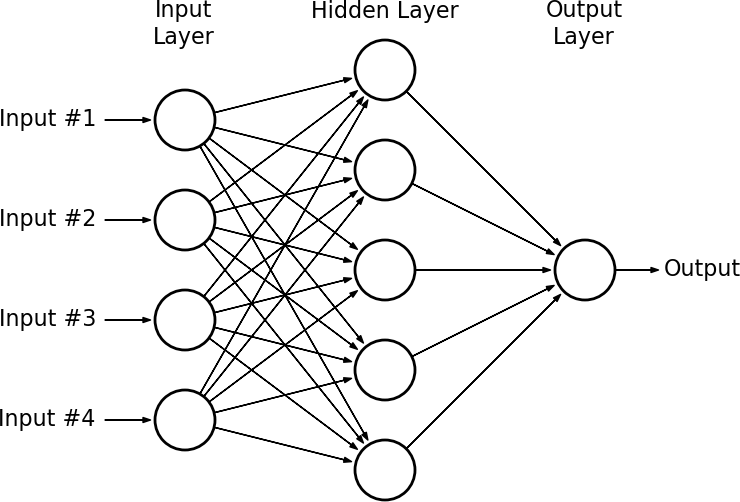 Input
Layer
Hidden Layer
Output
Layer
Input #1
Input #2
Input #3
Input #4
Output